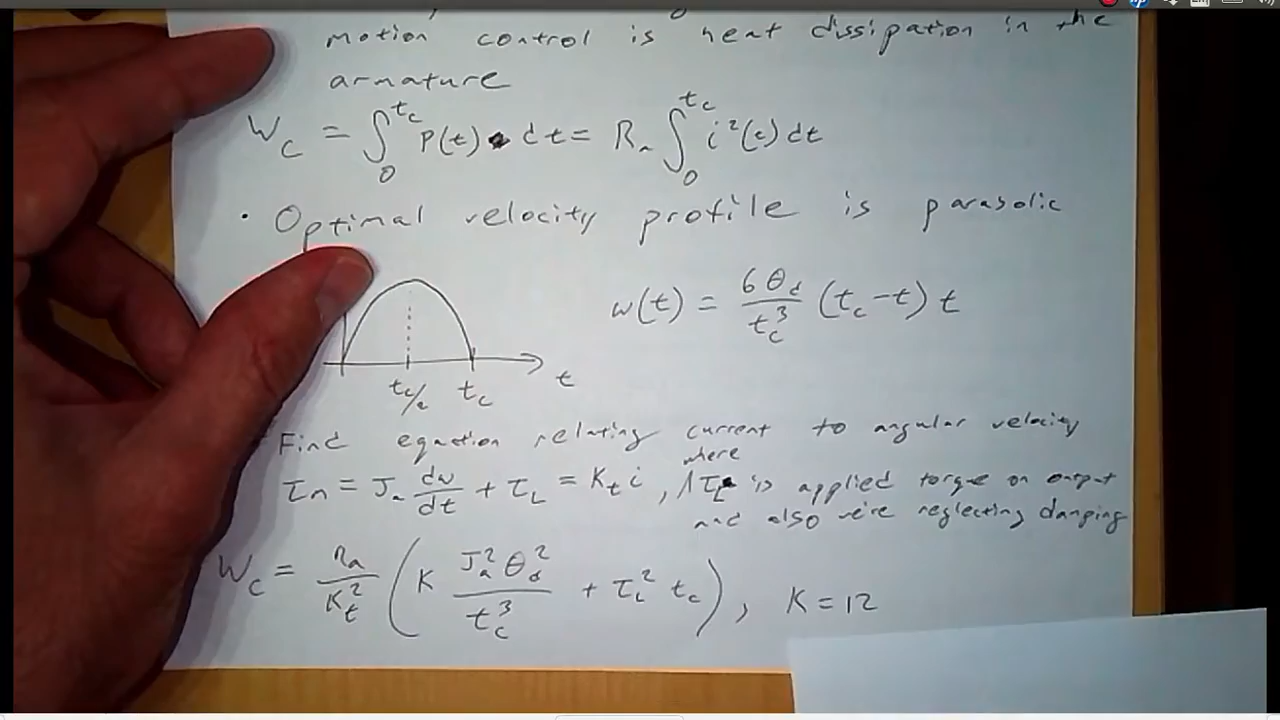 motion control is heat dissipation in the
armature
W_c = ∫_0^{t_c} P(t) dt = R_a ∫_0^{t_c} i²(t) dt
· Optimal velocity profile is parabolic
ω(t) = 6θ_d / t_c³ (t_c - t) t
t_c/2 t_c t
Find equation relating current to angular velocity
τ_m = J_a dω/dt + τ_L = K_t i , where τ_L is applied torque on output
and also we're neglecting damping
W_c = R_a / K_t² ( K J_a² θ_d² / t_c³ + τ_L² t_c ) , K = 12